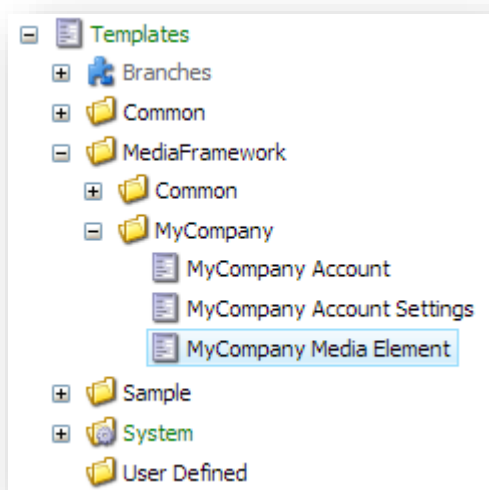 Templates
Branches
Common
MediaFramework
Common
MyCompany
MyCompany Account
MyCompany Account Settings
MyCompany Media Element
Sample
System
User Defined